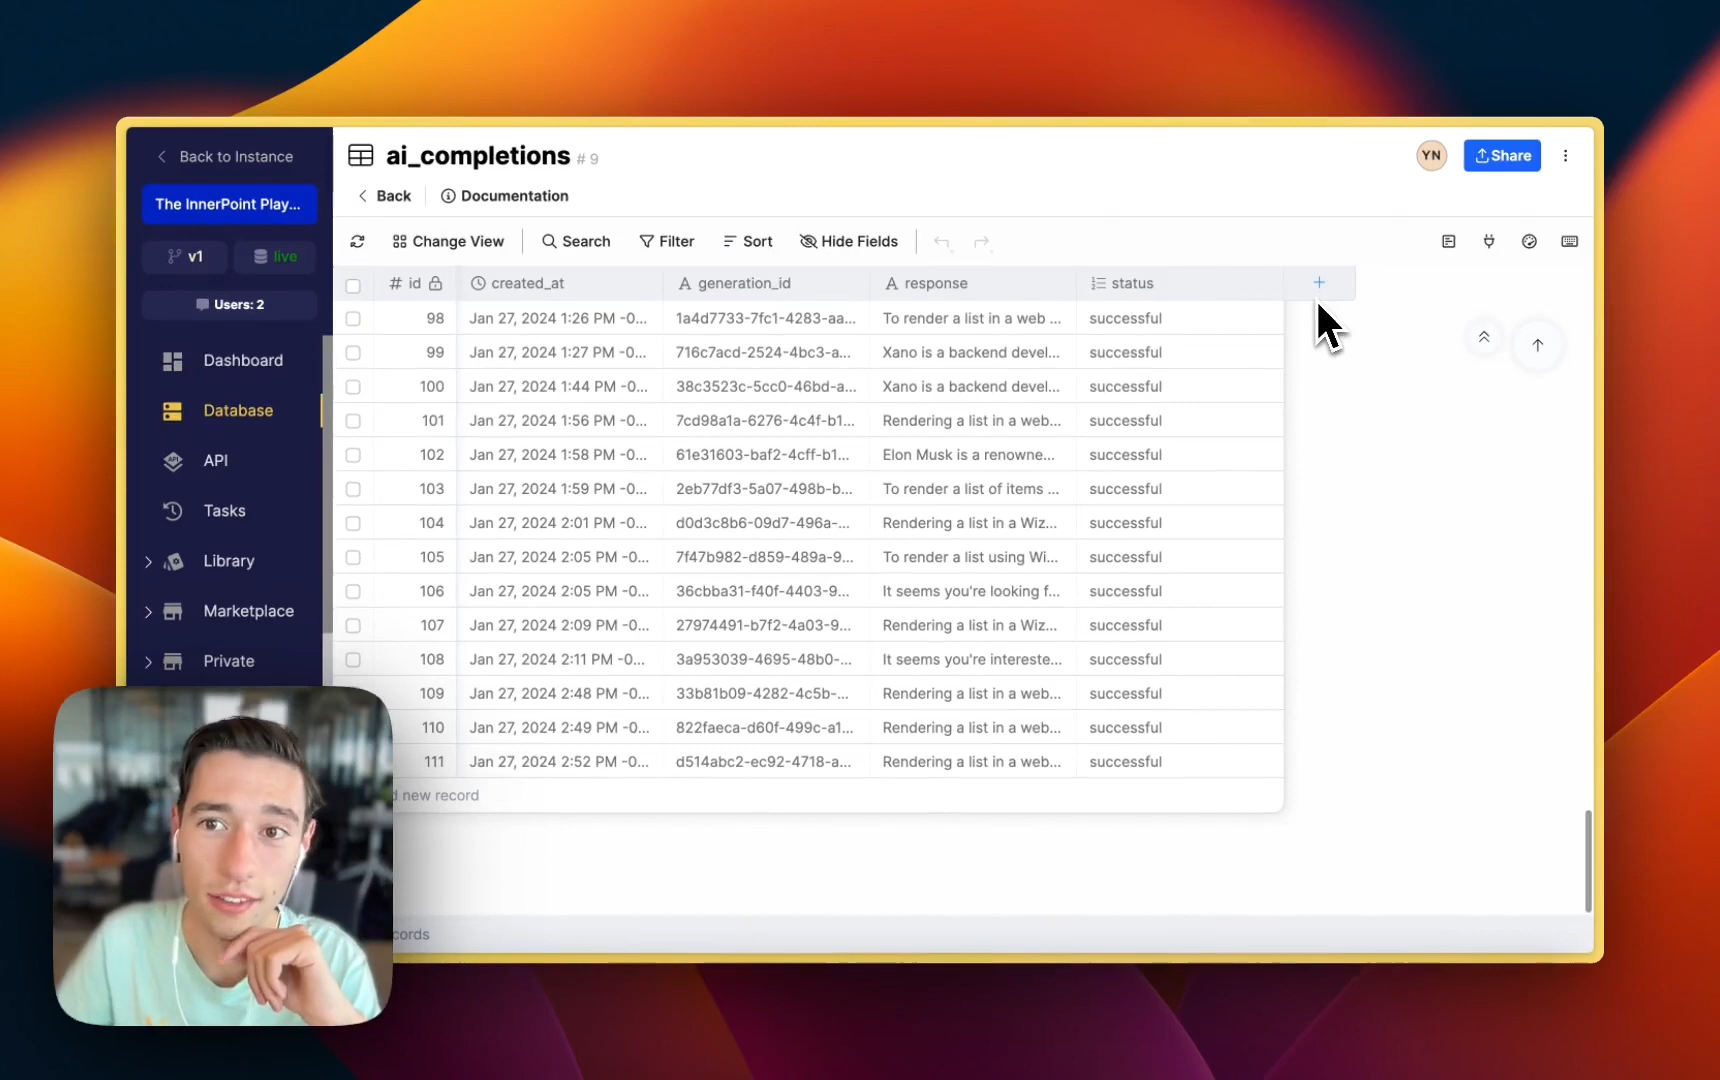 Back to Instance
The InnerPoint Play...
v1
live
Users: 2
Dashboard
Database
API
Tasks
Library
Marketplace
Private
ai_completions # 9
YN
Share
Back
Documentation
Change View
Search
Filter
Sort
Hide Fields
# id created_at generation_id response status
98 Jan 27, 2024 1:26 PM -0... 1a4d7733-7fc1-4283-aa... To render a list in a web ... successful
99 Jan 27, 2024 1:27 PM -0... 716c7acd-2524-4bc3-a... Xano is a backend devel... successful
100 Jan 27, 2024 1:44 PM -0... 38c3523c-5cc0-46bd-a... Xano is a backend devel... successful
101 Jan 27, 2024 1:56 PM -0... 7cd98a1a-6276-4c4f-b1... Rendering a list in a web... successful
102 Jan 27, 2024 1:58 PM -0... 61e31603-baf2-4cff-b1... Elon Musk is a renowne... successful
103 Jan 27, 2024 1:59 PM -0... 2eb77df3-5a07-498b-b... To render a list of items ... successful
104 Jan 27, 2024 2:01 PM -0... d0d3c8b6-09d7-496a-... Rendering a list in a Wiz... successful
105 Jan 27, 2024 2:05 PM -0... 7f47b982-d859-489a-9... To render a list using Wi... successful
106 Jan 27, 2024 2:05 PM -0... 36cbba31-f40f-4403-9... It seems you're looking f... successful
107 Jan 27, 2024 2:09 PM -0... 27974491-b7f2-4a03-9... Rendering a list in a Wiz... successful
108 Jan 27, 2024 2:11 PM -0... 3a953039-4695-48b0-... It seems you're intereste... successful
109 Jan 27, 2024 2:48 PM -0... 33b81b09-4282-4c5b-... Rendering a list in a web... successful
110 Jan 27, 2024 2:49 PM -0... 822faeca-d60f-499c-a1... Rendering a list in a web... successful
111 Jan 27, 2024 2:52 PM -0... d514abc2-ec92-4718-a... Rendering a list in a web... successful
d new record
cords